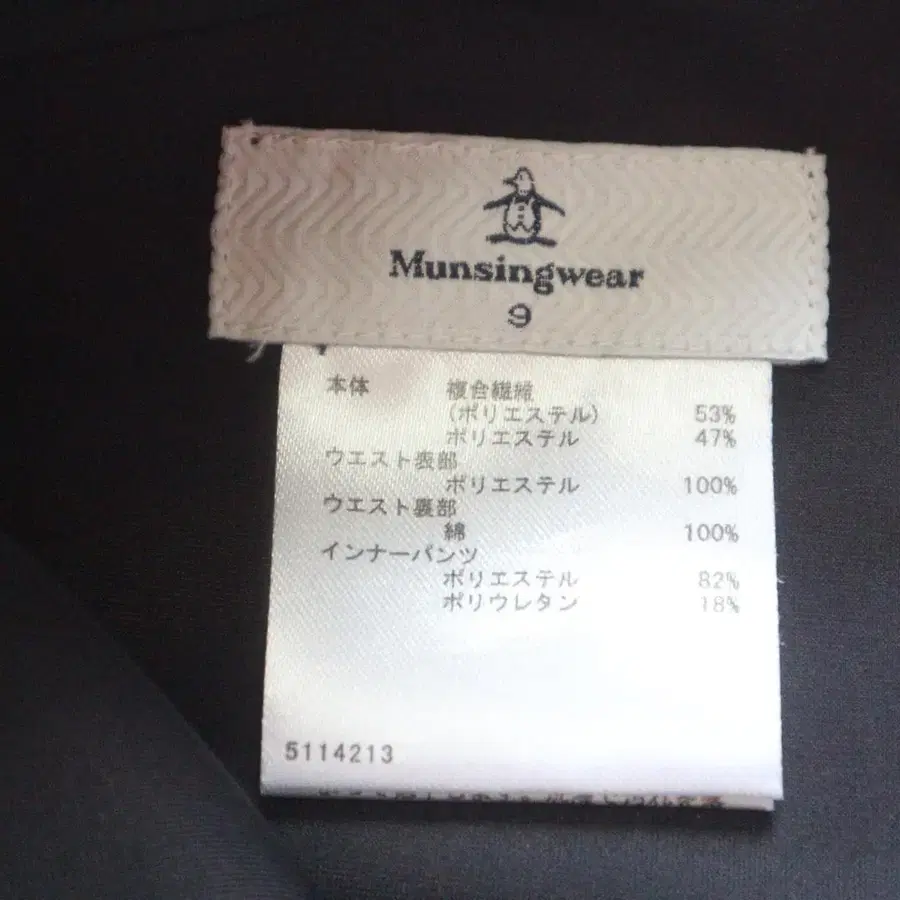 Munsingwear
9
本体 複合繊維
(ポリエステル) 53%
ポリエステル 47%
ウエスト表部
ポリエステル 100%
ウエスト裏部
綿 100%
インナーパンツ
ポリエステル 82%
ポリウレタン 18%
5114213